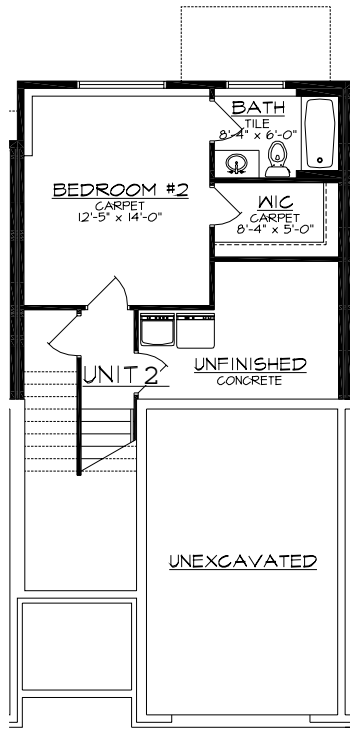 BATH
TILE
8'-4" x 6'-0"
BEDROOM #2
CARPET
12'-5" x 14'-0"
WIC
CARPET
8'-4" x 5'-0"
UNIT 2
UNFINISHED
CONCRETE
UNEXCAVATED